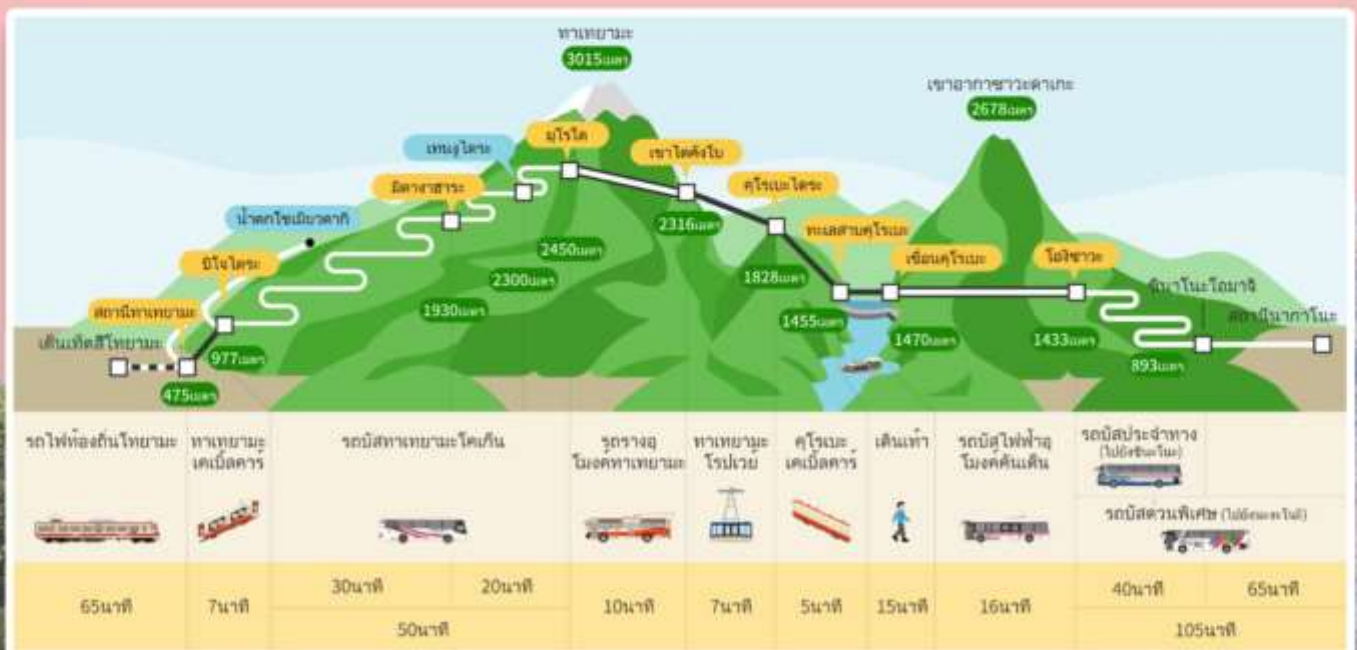 ทาเทยามะ
3015เมตร
เขาอากาซาวะดาเกะ
2678เมตร
มุโรโด
เทนงูไดระ
เขาไดคังโบ
มิดางาฮาระ
คุโรเบะไดระ
น้ำตกโชเมียวดากิ
2316เมตร
ทะเลสาบคุโรเบะ
2450เมตร
บิโจไดระ
เขื่อนคุโรเบะ
โอกิซาวะ
1828เมตร
2300เมตร
ชินาโนะโอมาจิ
สถานีทาเทยามะ
1930เมตร
1455เมตร
สถานีนากาโนะ
เด็นเท็ตสึโทยามะ
977เมตร
1470เมตร
1433เมตร
893เมตร
475เมตร
รถไฟท้องถิ่นโทยามะ
ทาเทยามะ
เคเบิ้ลคาร์
รถบัสทาเทยามะโคเก็น
รถรางอุ
โมงค์ทาเทยามะ
ทาเทยามะ
โรปเวย์
คุโรเบะ
เคเบิ้ลคาร์
เดินเท้า
รถบัสไฟฟ้าอุ
โมงค์คันเด็น
รถบัสประจำทาง
รถบัสด่วนพิเศษ
65นาที
7นาที
30นาที
20นาที
50นาที
10นาที
7นาที
5นาที
15นาที
16นาที
40นาที
65นาที
105นาที